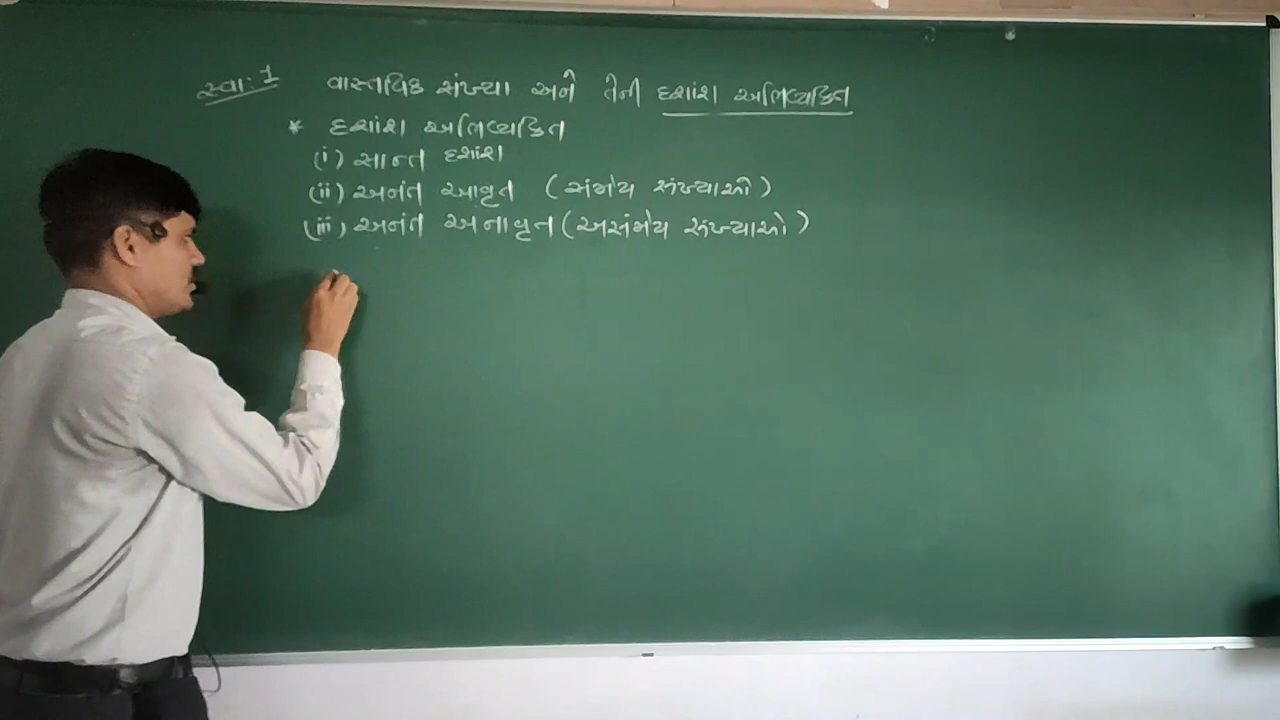 સ્વા: 1 વાસ્તવિક સંખ્યા અને તેની દશાંશ અભિવ્યક્તિ
* દશાંશ અભિવ્યક્તિ
(i) સાન્ત દશાંશ
(ii) અનંત આવૃત (સંમેય સંખ્યાઓ)
(iii) અનંત અનાવૃત (અસંમેય સંખ્યાઓ)